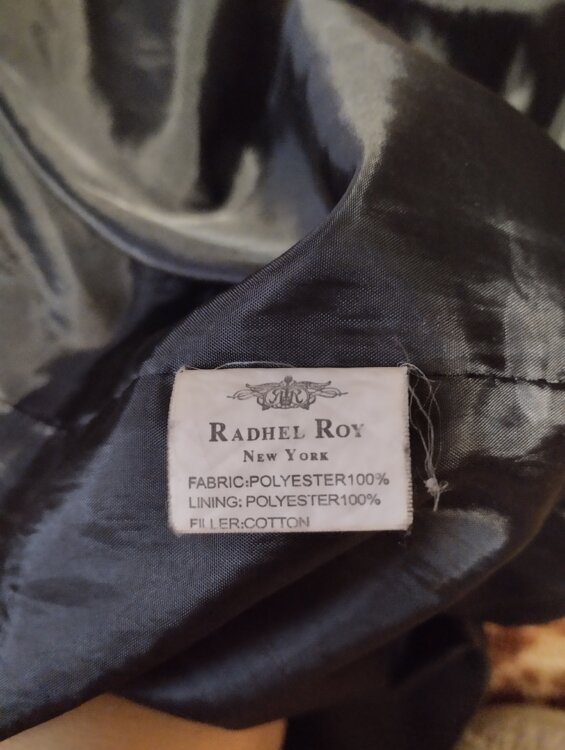 RADHEL ROY
NEW YORK
FABRIC:POLYESTER100%
LINING: POLYESTER100%
FILLER:COTTON